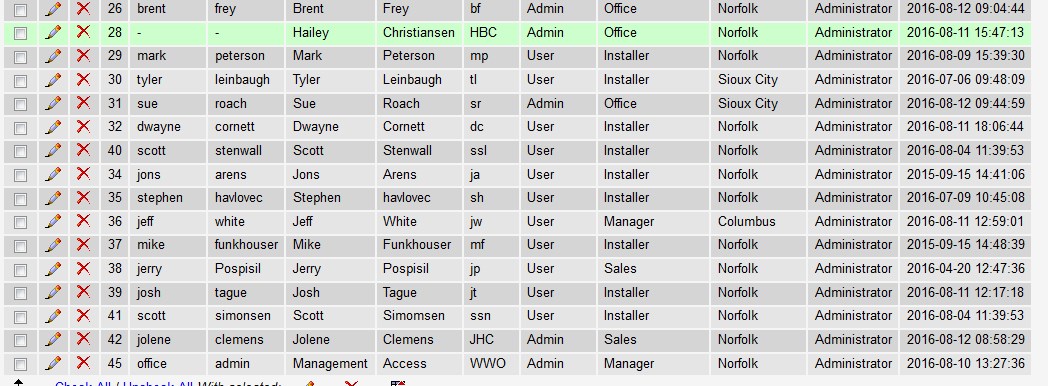 26 brent frey Brent Frey bf Admin Office Norfolk Administrator 2016-08-12 09:04:44
28 - - Hailey Christiansen HBC Admin Office Norfolk Administrator 2016-08-11 15:47:13
29 mark peterson Mark Peterson mp User Installer Norfolk Administrator 2016-08-09 15:39:30
30 tyler leinbaugh Tyler Leinbaugh tl User Installer Sioux City Administrator 2016-07-06 09:48:09
31 sue roach Sue Roach sr Admin Office Sioux City Administrator 2016-08-12 09:44:59
32 dwayne cornett Dwayne Cornett dc User Installer Norfolk Administrator 2016-08-11 18:06:44
40 scott stenwall Scott Stenwall ssl User Installer Norfolk Administrator 2016-08-04 11:39:53
34 jons arens Jons Arens ja User Installer Norfolk Administrator 2015-09-15 14:41:06
35 stephen havlovec Stephen havlovec sh User Installer Norfolk Administrator 2016-07-09 10:45:08
36 jeff white Jeff White jw User Manager Columbus Administrator 2016-08-11 12:59:01
37 mike funkhouser Mike Funkhouser mf User Installer Norfolk Administrator 2015-09-15 14:48:39
38 jerry Pospisil Jerry Pospisil jp User Sales Norfolk Administrator 2016-04-20 12:47:36
39 josh tague Josh Tague jt User Installer Norfolk Administrator 2016-08-11 12:17:18
41 scott simonsen Scott Simomsen ssn User Installer Norfolk Administrator 2016-08-04 11:39:53
42 jolene clemens Jolene Clemens JHC Admin Sales Norfolk Administrator 2016-08-12 08:58:29
45 office admin Management Access WWO Admin Manager Norfolk Administrator 2016-08-10 13:27:36
Check All / Uncheck All With selected: